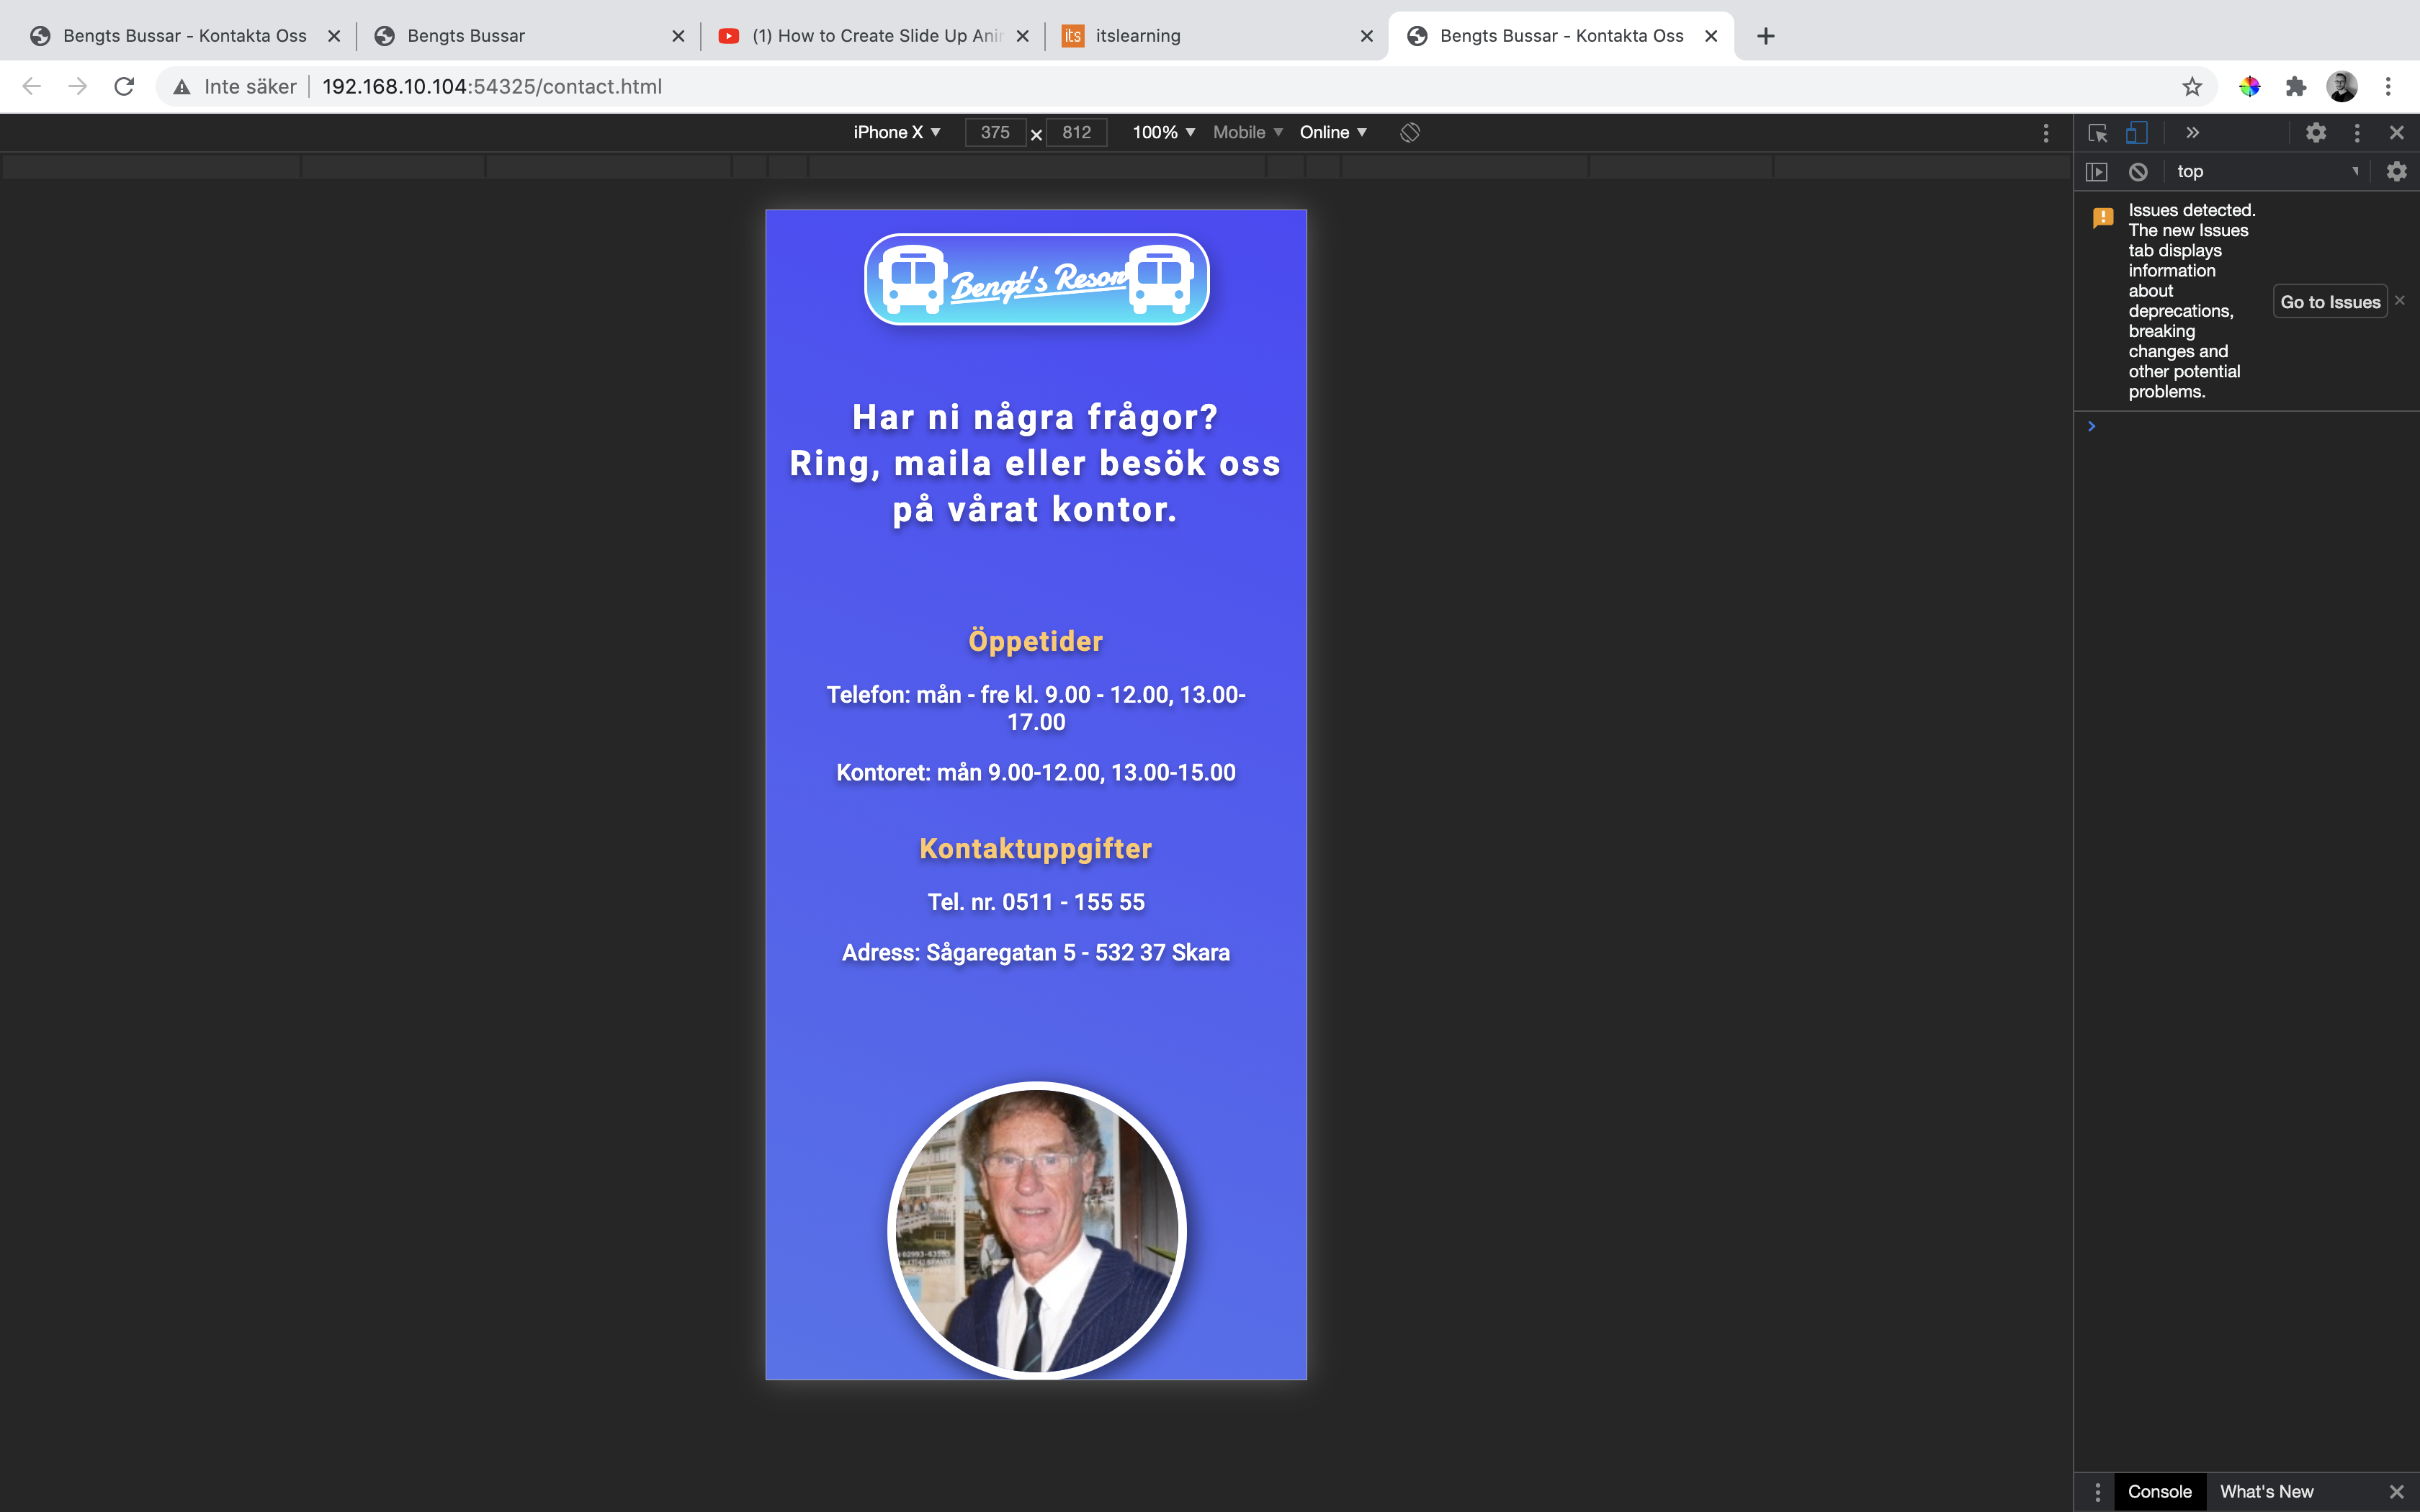 Bengts Bussar - Kontakta Oss
Bengts Bussar
(1) How to Create Slide Up Anir
its
itslearning
Bengts Bussar - Kontakta Oss
Inte säker
192.168.10.104:54325/contact.html
iPhone X ▼ 375 × 812 100% ▼ Mobile ▼ Online ▼
top
Issues detected.
The new Issues
tab displays
information
about
deprecations,
breaking
changes and
other potential
problems.
Go to Issues
Bengt's Resor
Har ni några frågor?
Ring, maila eller besök oss
på vårat kontor.
Öppetider
Telefon: mån - fre kl. 9.00 - 12.00, 13.00-
17.00
Kontoret: mån 9.00-12.00, 13.00-15.00
Kontaktuppgifter
Tel. nr. 0511 - 155 55
Adress: Sågaregatan 5 - 532 37 Skara
Console
What's New